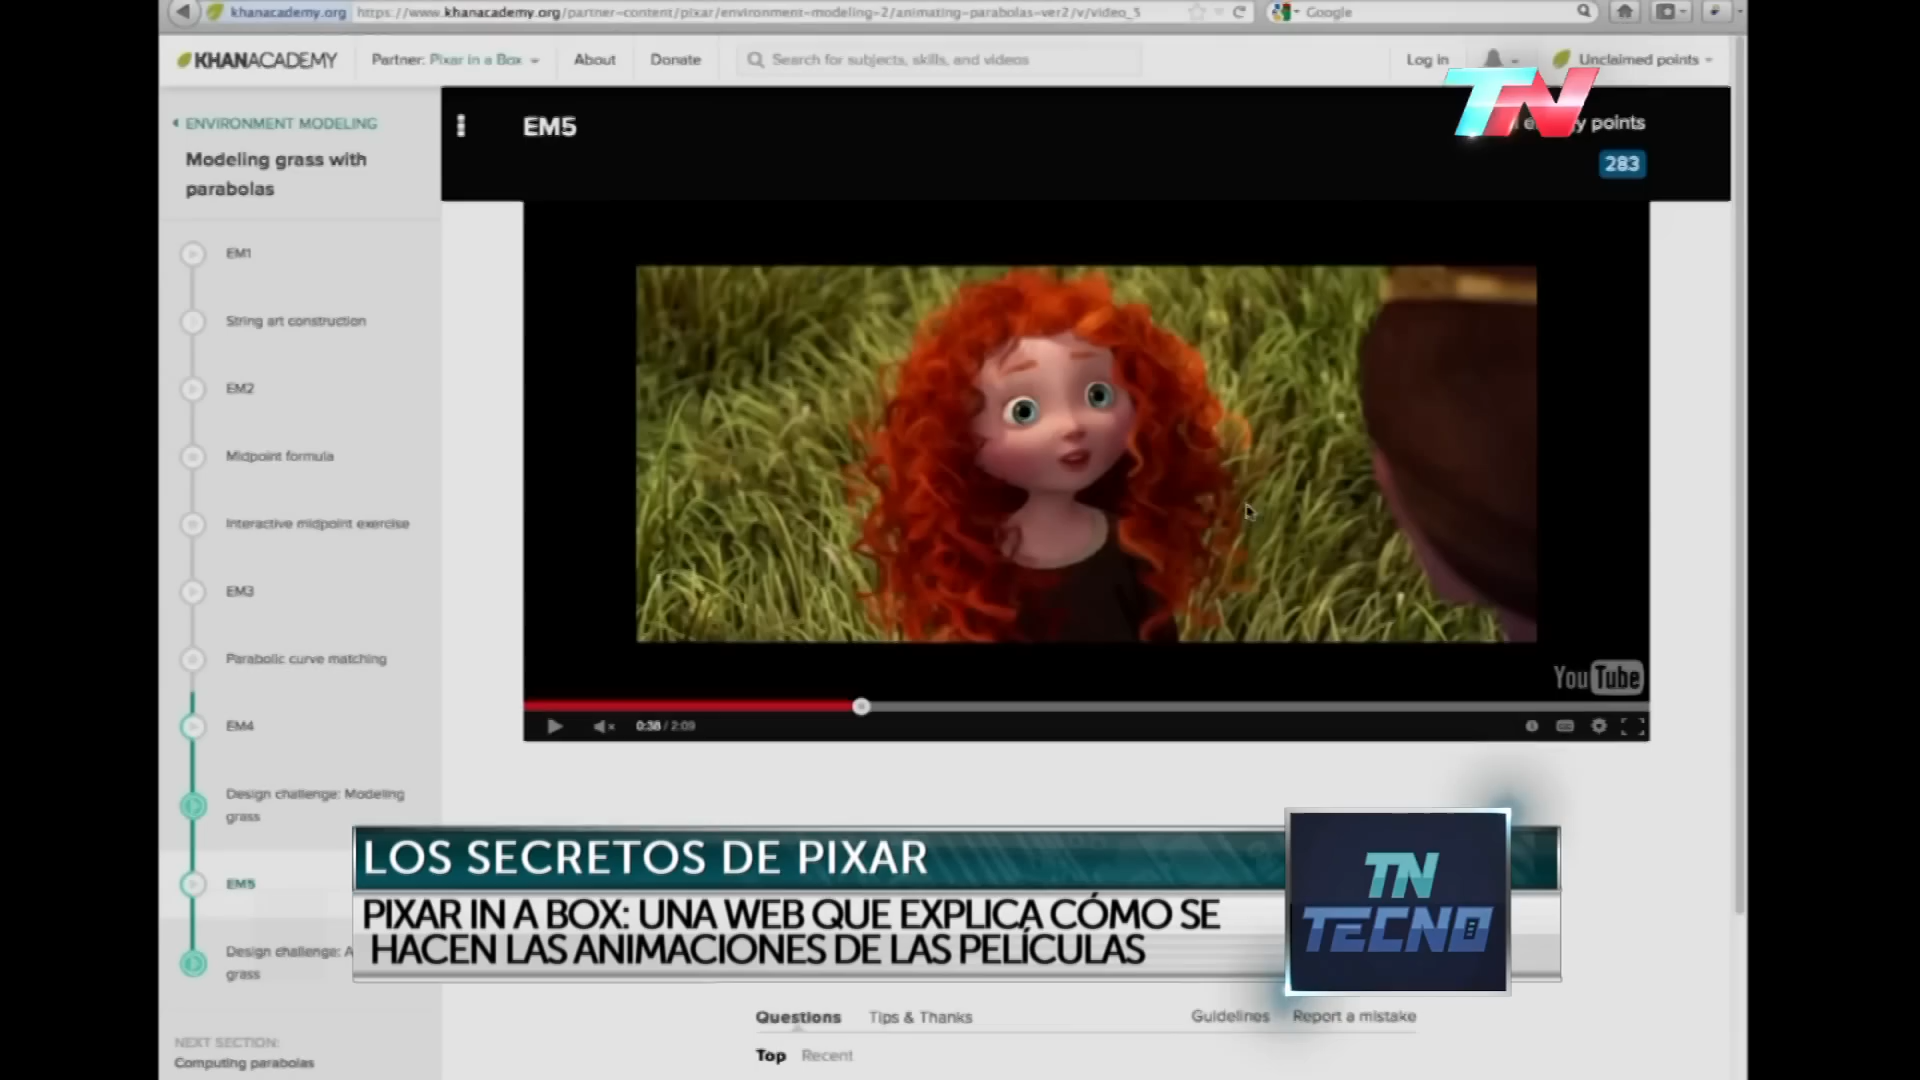 khanacademy.org https://www.khanacademy.org/partner-content/pixar/environment-modeling-2/animating-parabolas-ver2/v/video_5 Google
KHANACADEMY Partner: Pixar in a Box About Donate Search for subjects, skills, and videos Log in Unclaimed points
TN
ENVIRONMENT MODELING
Modeling grass with
parabolas
EM5
y points
283
EM1
String art construction
EM2
Midpoint formula
Interactive midpoint exercise
EM3
Parabolic curve matching
EM4
Design challenge: Modeling
grass
EM5
Design challenge: A
grass
NEXT SECTION:
Computing parabolas
YouTube
0:38 / 2:09
LOS SECRETOS DE PIXAR
PIXAR IN A BOX: UNA WEB QUE EXPLICA CÓMO SE
HACEN LAS ANIMACIONES DE LAS PELÍCULAS
TN
TECNO
Questions Tips & Thanks Guidelines Report a mistake
Top Recent